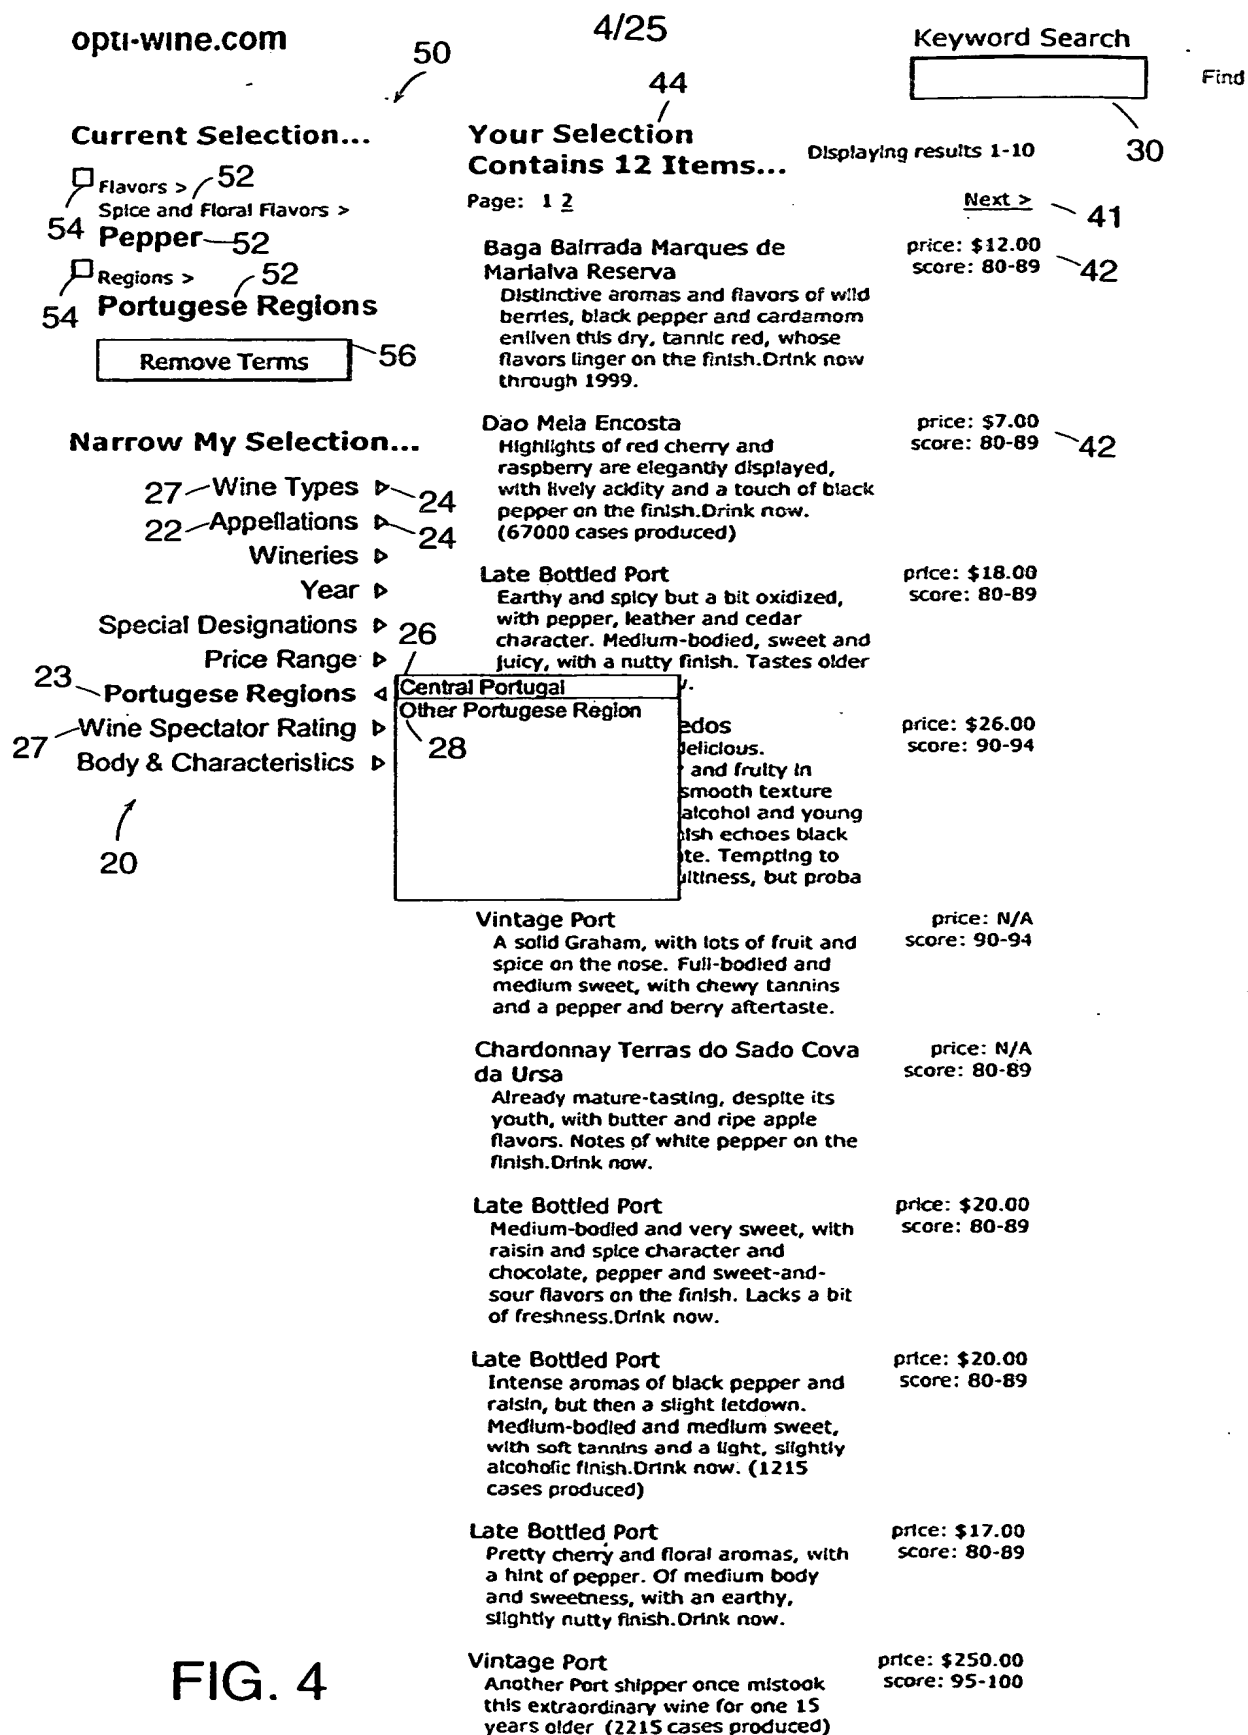 opti-wine.com
4/25
Keyword Search
Find
50
44
30
Current Selection...
Flavors > 52
Spice and Floral Flavors >
54 Pepper 52
Regions > 52
54 Portugese Regions
Remove Terms 56
Narrow My Selection...
27 Wine Types 24
22 Appellations 24
Wineries
Year
Special Designations
Price Range
23 Portugese Regions
27 Wine Spectator Rating
Body & Characteristics
20
26
Central Portugal
Other Portugese Region
28
Your Selection
Contains 12 Items...
Displaying results 1-10
Page: 1 2
Next > 41
Baga Bairrada Marques de
Marialva Reserva
price: $12.00
score: 80-89 42
Distinctive aromas and flavors of wild
berries, black pepper and cardamom
enliven this dry, tannic red, whose
flavors linger on the finish.Drink now
through 1999.
Dao Meia Encosta
price: $7.00
score: 80-89 42
Highlights of red cherry and
raspberry are elegantly displayed,
with lively acidity and a touch of black
pepper on the finish.Drink now.
(67000 cases produced)
Late Bottled Port
price: $18.00
score: 80-89
Earthy and spicy but a bit oxidized,
with pepper, leather and cedar
character. Medium-bodied, sweet and
juicy, with a nutty finish. Tastes older
edos
price: $26.00
score: 90-94
elicious.
and fruity in
smooth texture
alcohol and young
ish echoes black
te. Tempting to
ultiness, but proba
Vintage Port
price: N/A
score: 90-94
A solid Graham, with lots of fruit and
spice on the nose. Full-bodied and
medium sweet, with chewy tannins
and a pepper and berry aftertaste.
Chardonnay Terras do Sado Cova
da Ursa
price: N/A
score: 80-89
Already mature-tasting, despite its
youth, with butter and ripe apple
flavors. Notes of white pepper on the
finish.Drink now.
Late Bottled Port
price: $20.00
score: 80-89
Medium-bodied and very sweet, with
raisin and spice character and
chocolate, pepper and sweet-and-
sour flavors on the finish. Lacks a bit
of freshness.Drink now.
Late Bottled Port
price: $20.00
score: 80-89
Intense aromas of black pepper and
raisin, but then a slight letdown.
Medium-bodied and medium sweet,
with soft tannins and a light, slightly
alcoholic finish.Drink now. (1215
cases produced)
Late Bottled Port
price: $17.00
score: 80-89
Pretty cherry and floral aromas, with
a hint of pepper. Of medium body
and sweetness, with an earthy,
slightly nutty finish.Drink now.
Vintage Port
price: $250.00
score: 95-100
Another Port shipper once mistook
this extraordinary wine for one 15
years older (2215 cases produced)
FIG. 4